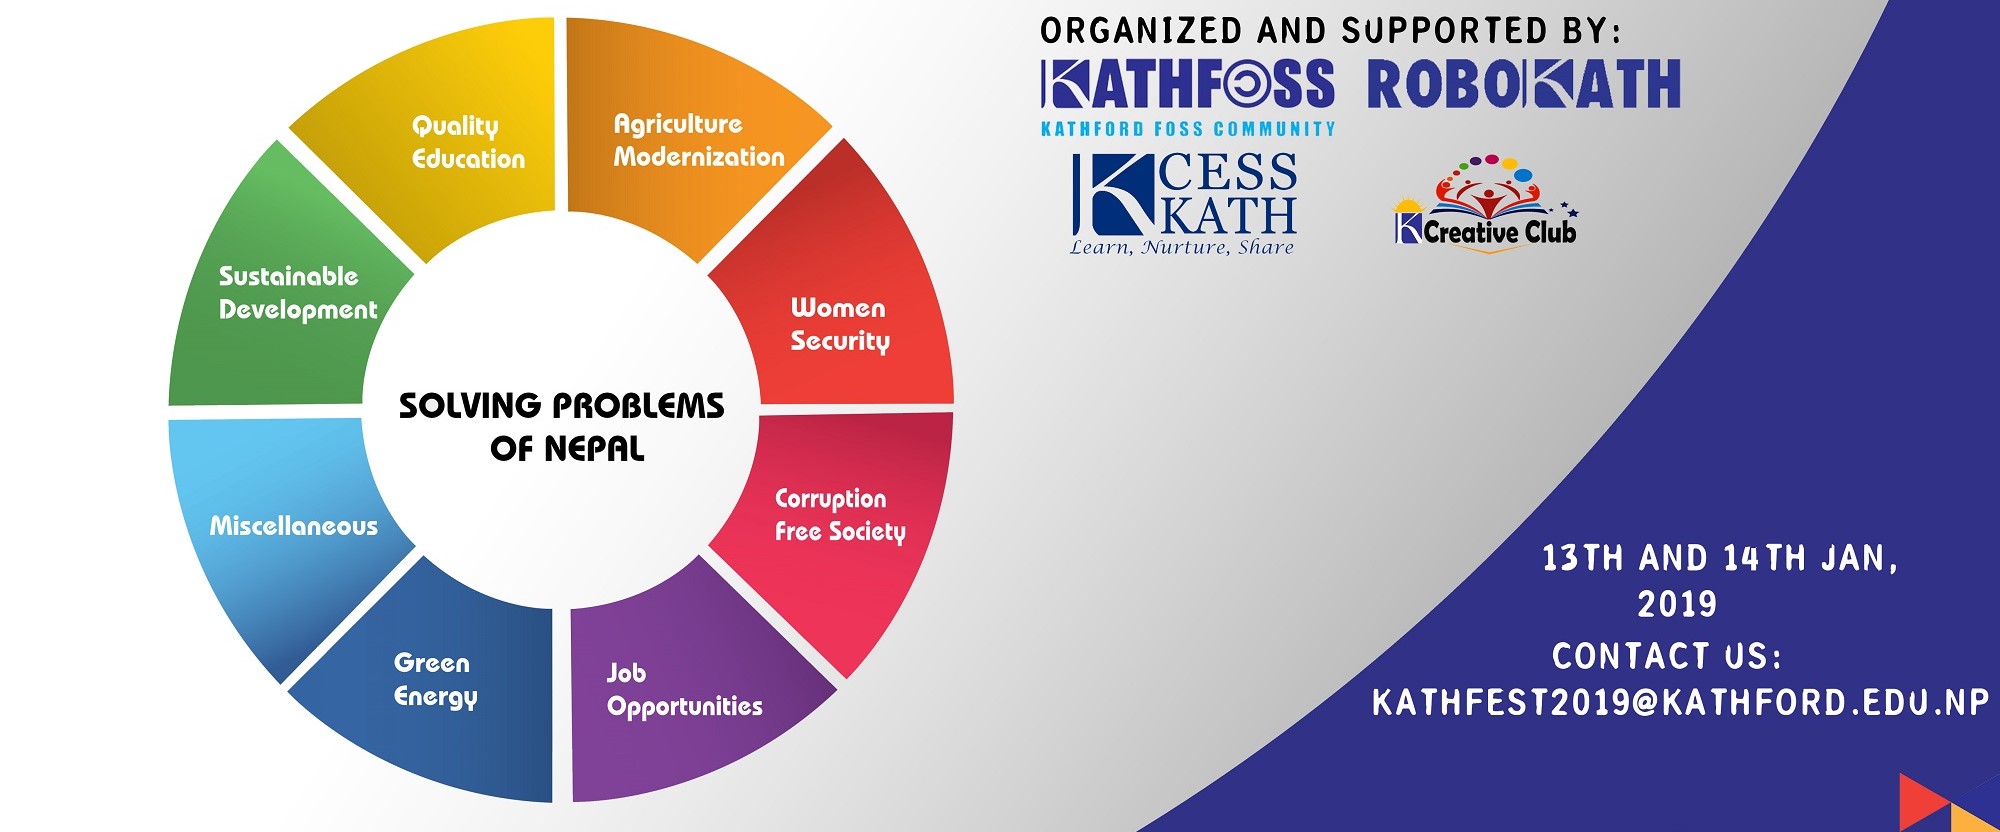 Quality
Education
Agriculture
Modernization
Women
Security
Corruption
Free Society
Job
Opportunities
Green
Energy
Miscellaneous
Sustainable
Development
SOLVING PROBLEMS
OF NEPAL
ORGANIZED AND SUPPORTED BY:
KATHFOSS
KATHFORD FOSS COMMUNITY
ROBOKATH
KCESS
KATH
Learn, Nurture, Share
K Creative Club
13TH AND 14TH JAN,
2019
CONTACT US:
KATHFEST2019@KATHFORD.EDU.NP